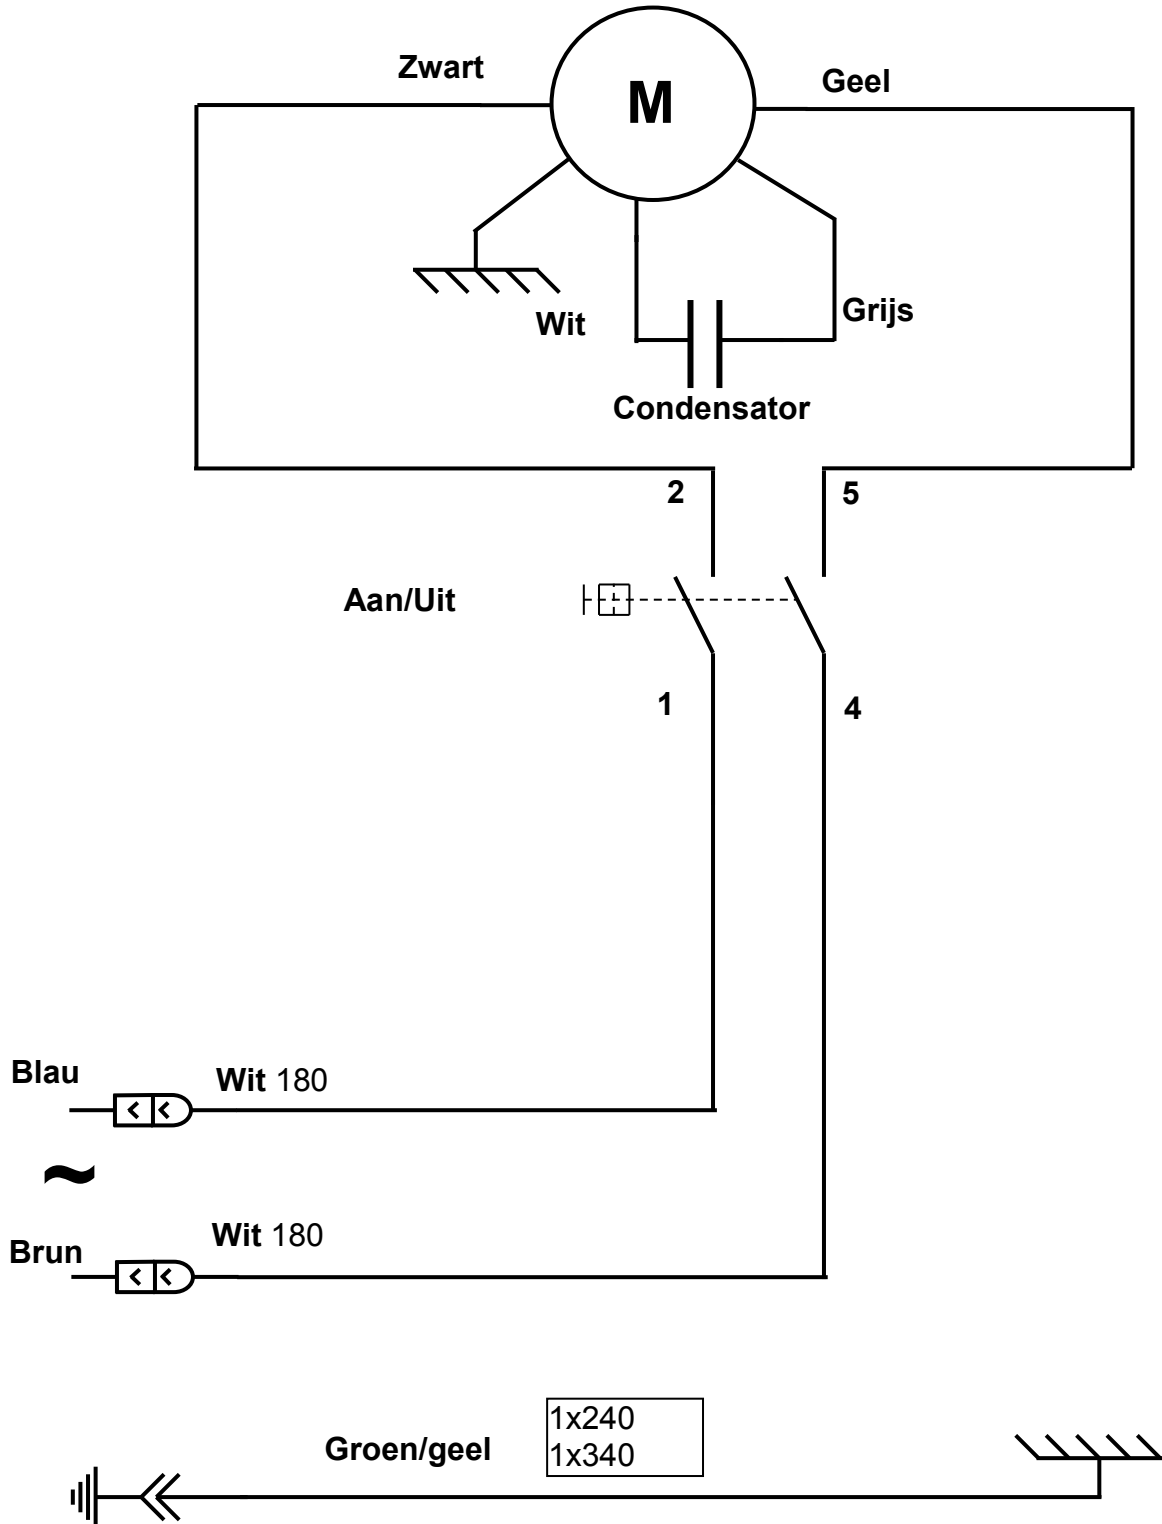 Zwart
M
Geel
Wit
Grijs
Condensator
2
5
Aan/Uit
1
4
Blau
Wit 180
~
Brun
Wit 180
Groen/geel
1x240
1x340